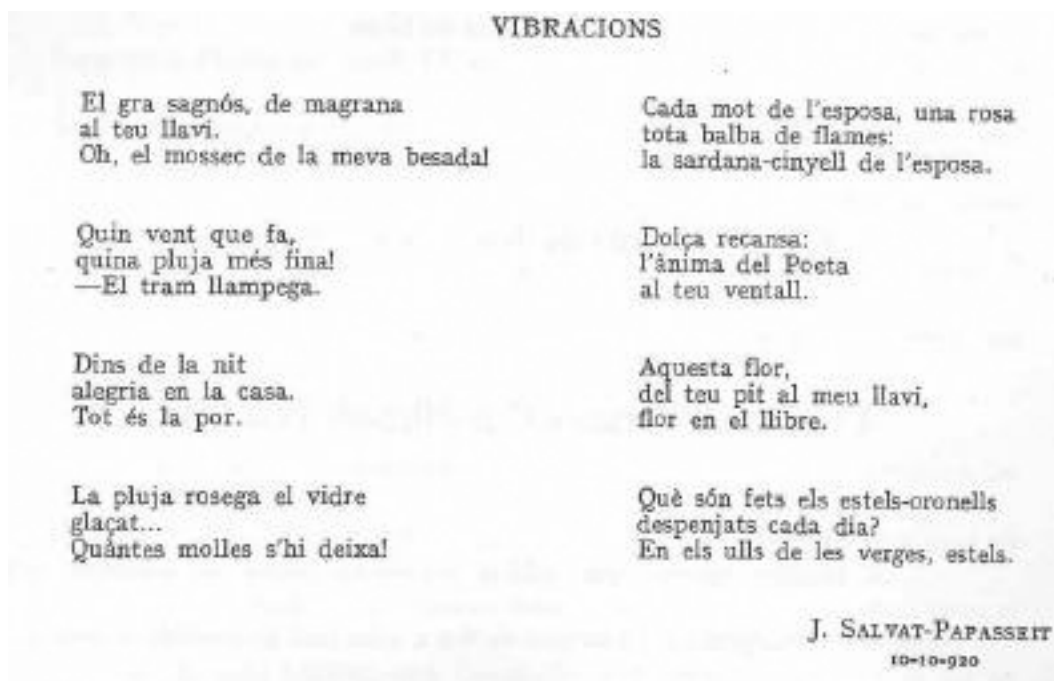 VIBRACIONS
El gra sagnós, de magrana
al teu llavi.
Oh, el mossec de la meva besada!
Quin vent que fa,
quina pluja més fina!
—El tram llampega.
Dins de la nit
alegria en la casa.
Tot és la por.
La pluja rosega el vidre
glaçat...
Quántes molles s'hi deixa!
Cada mot de l'esposa, una rosa
tota balba de flames:
la sardana-cinyell de l'esposa.
Dolça recansa:
l'ànima del Poeta
al teu ventall.
Aquesta flor,
del teu pit al meu llavi,
flor en el llibre.
Què són fets els estels-oronells
despenjats cada dia?
En els ulls de les verges, estels.
J. SALVAT-PAPASSEIT
10-10-920